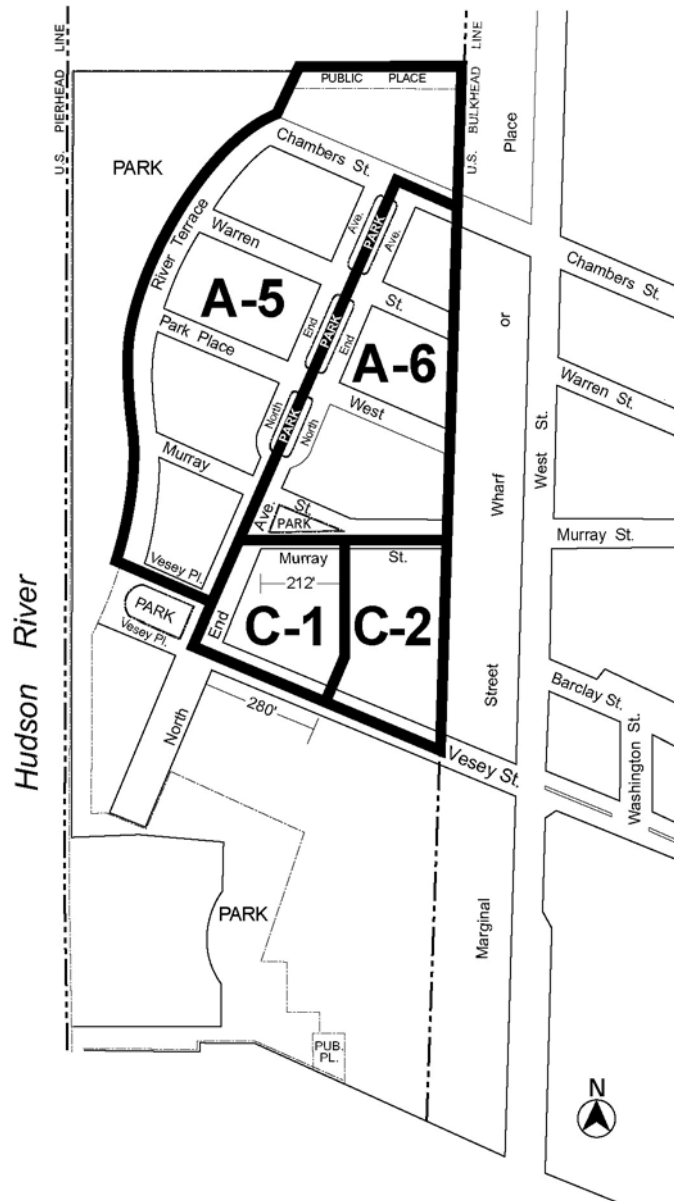 U.S. PIERHEAD LINE
U.S. BULKHEAD LINE
PUBLIC PLACE
Place
PARK
Chambers St.
River Terrace
Warren
Ave.
PARK
Ave.
Chambers St.
A-5
St.
or
Park Place
End
PARK
End
A-6
Warren St.
West
West St.
North
PARK
North
Murray
Wharf
Ave.
St.
PARK
Murray St.
Vesey Pl.
Murray St.
212'
PARK
Vesey Pl.
End
C-1
C-2
Hudson River
Barclay St.
280'
Street
North
Vesey St.
Washington St.
PARK
Marginal
PUB.
PL.
N